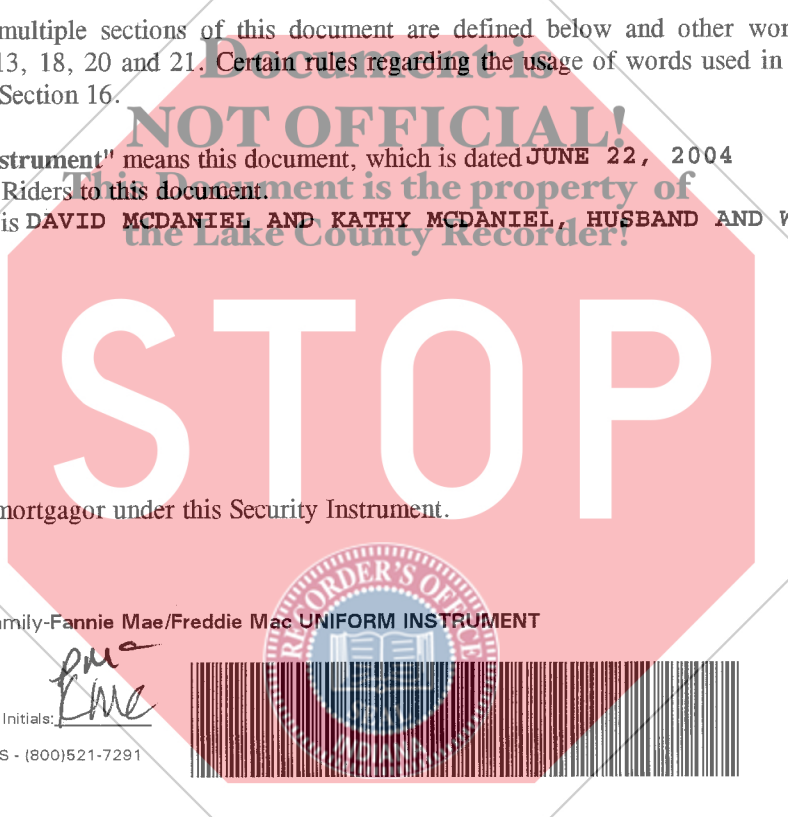 multiple sections of this document are defined below and other wor
13, 18, 20 and 21. Certain rules regarding the usage of words used in
Section 16.
Document is
NOT OFFICIAL!
This Document is the property of
the Lake County Recorder!
strument" means this document, which is dated JUNE 22, 2004
Riders to this document.
is DAVID MCDANIEL AND KATHY MCDANIEL, HUSBAND AND W
STOP
mortgagor under this Security Instrument.
RECORDER'S OFFICE
SEAL
INDIANA
amily-Fannie Mae/Freddie Mac UNIFORM INSTRUMENT
Initials:
S - (800)521-7291